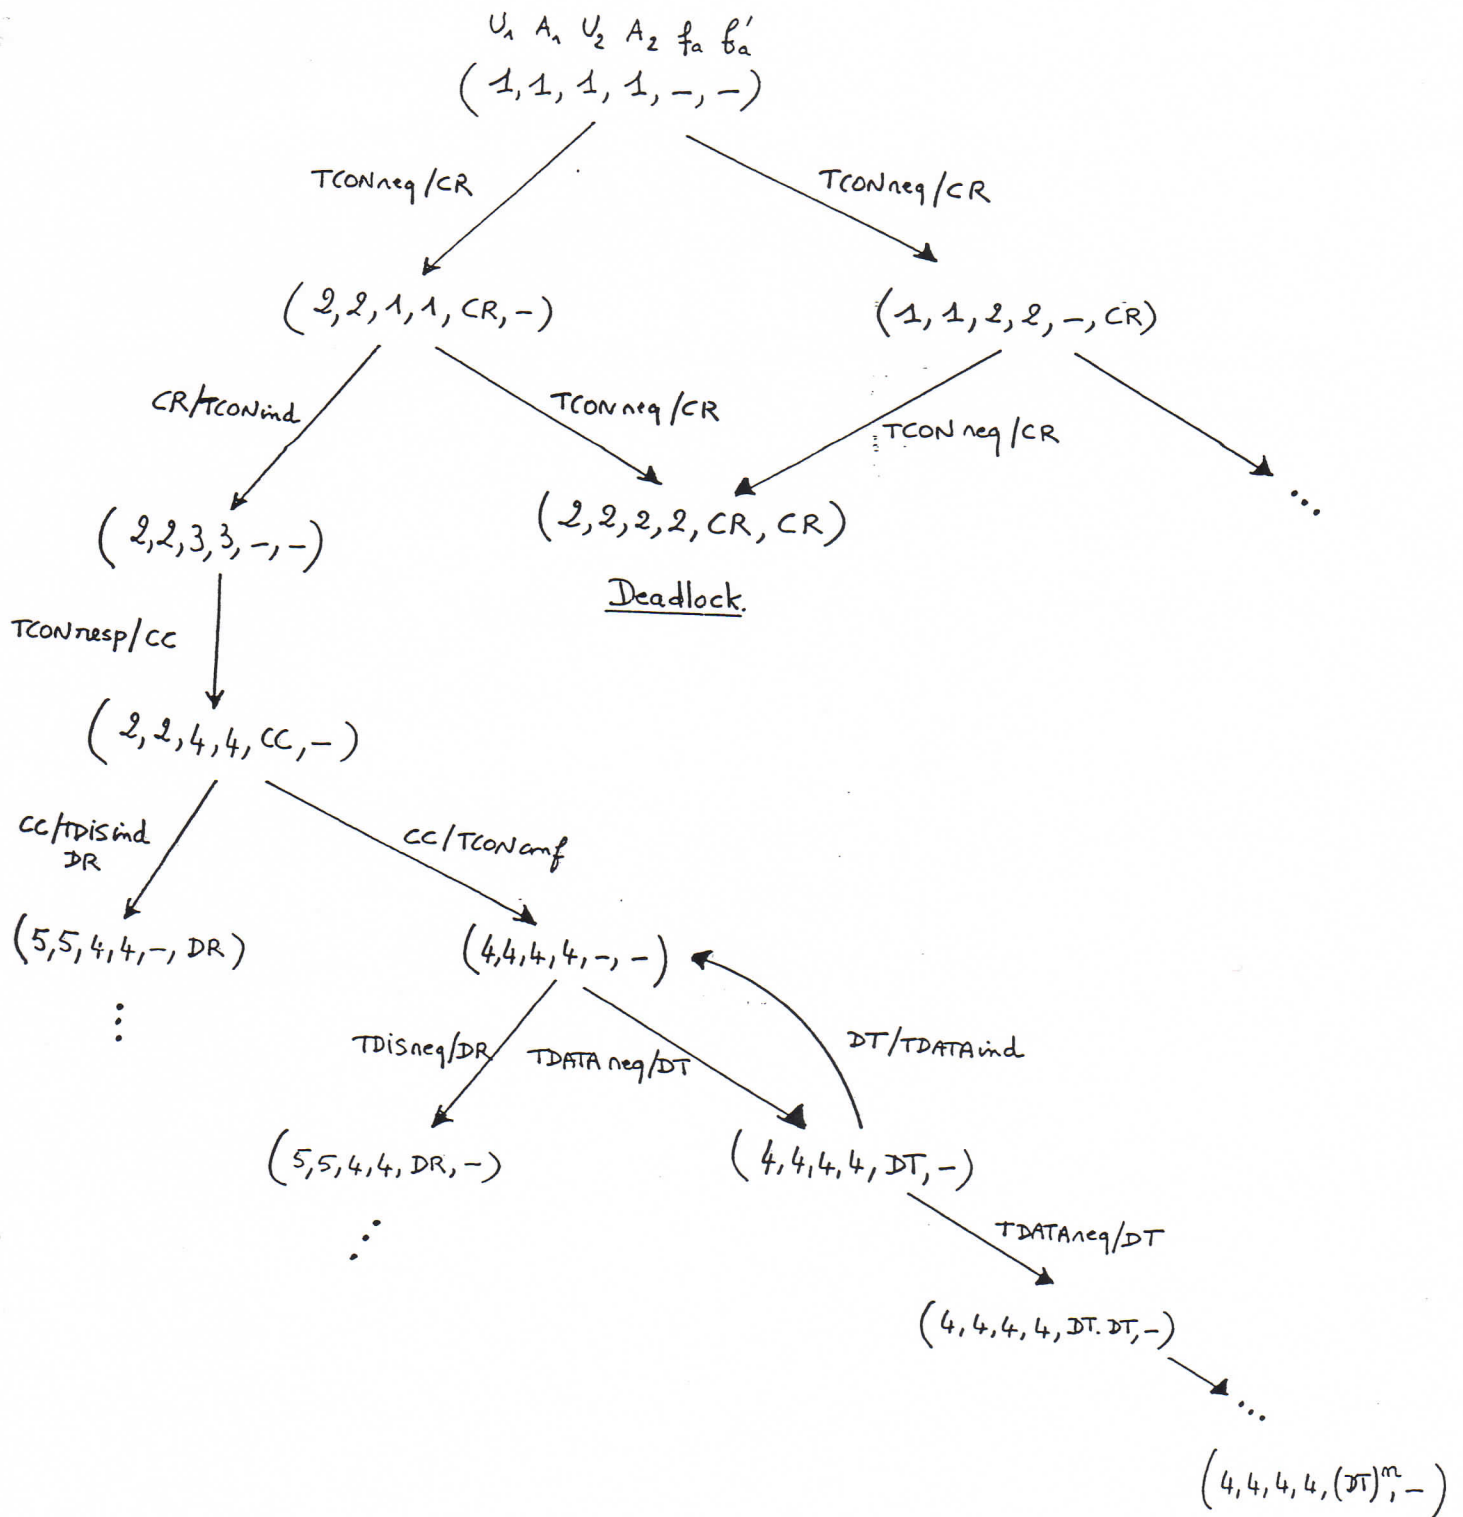 U₁ A₁ U₂ A₂ fa fa'
(1,1,1,1,-,-)
TCONreq/CR
TCONreq/CR
(2,2,1,1,CR,-)
(1,1,2,2,-,CR)
CR/TCONind
TCONreq/CR
TCONreq/CR
...
(2,2,3,3,-,-)
(2,2,2,2,CR,CR)
Deadlock.
TCONresp/CC
(2,2,4,4,CC,-)
CC/TDISind
DR
CC/TCONcnf
(5,5,4,4,-,DR)
(4,4,4,4,-,-)
TDisreq/DR
TDATAreq/DT
DT/TDATAind
(5,5,4,4,DR,-)
(4,4,4,4,DT,-)
TDATAreq/DT
(4,4,4,4,DT.DT,-)
...
(4,4,4,4,(DT)ⁿ,-)